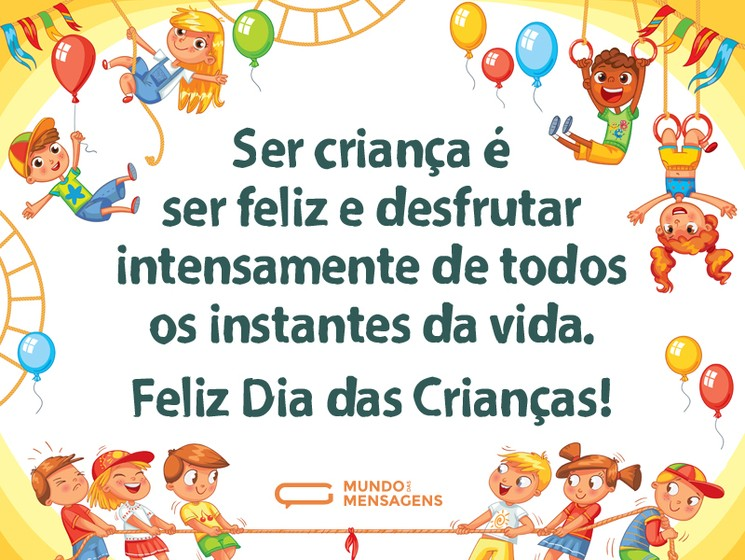 Ser criança é
ser feliz e desfrutar
intensamente de todos
os instantes da vida.
Feliz Dia das Crianças!
MUNDO DAS
MENSAGENS